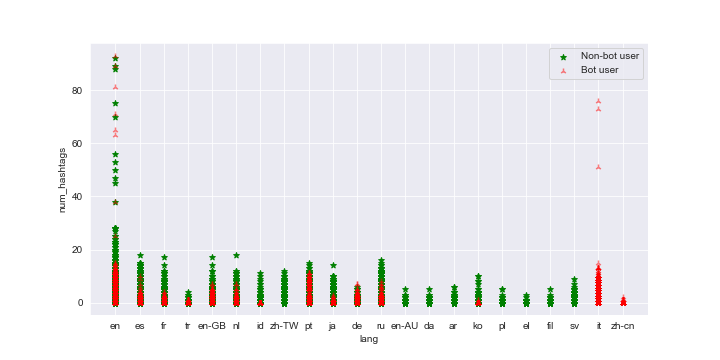 Non-bot user
Bot user
num_hashtags
80
60
40
20
0
en es fr tr en-GB nl id zh-TW pt ja de ru en-AU da ar ko pl el fil sv it zh-cn
lang